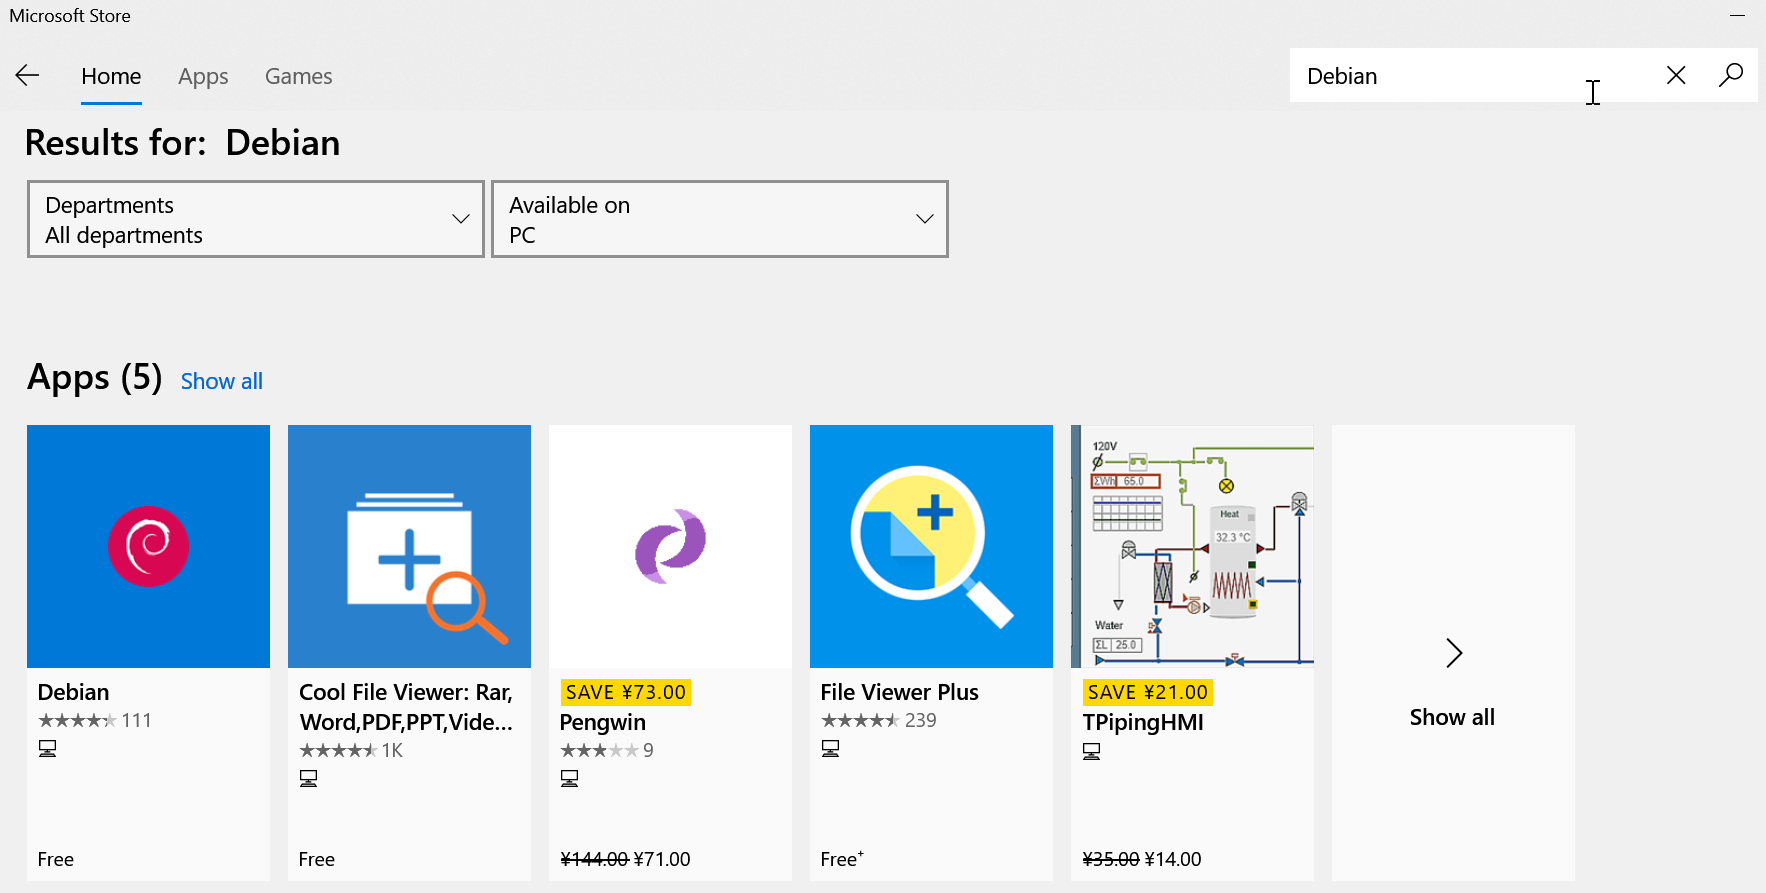 Microsoft Store
Home Apps Games
Debian
Results for: Debian
Departments
All departments
Available on
PC
Apps (5) Show all
Debian
111
Free
Cool File Viewer: Rar,
Word,PDF,PPT,Vide...
1K
Free
SAVE ¥73.00
Pengwin
9
¥144.00 ¥71.00
File Viewer Plus
239
Free+
120V
ΣWh 65.0
Heat
32.3 °C
Water
ΣL 25.0
SAVE ¥21.00
TPipingHMI
¥35.00 ¥14.00
Show all